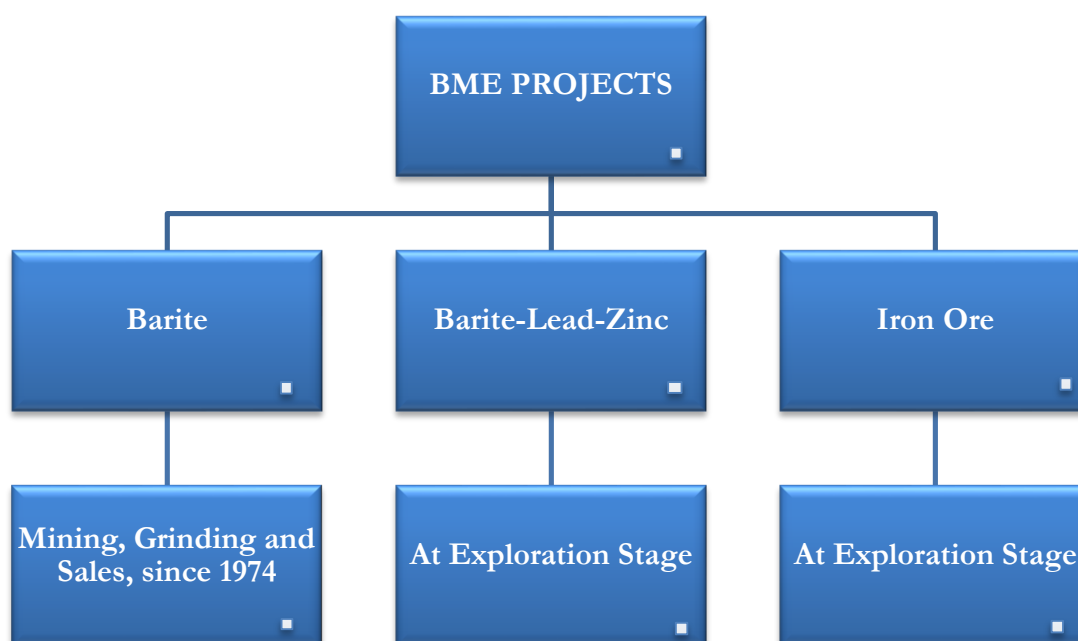 BME PROJECTS
Barite
Barite-Lead-Zinc
Iron Ore
Mining, Grinding and
Sales, since 1974
At Exploration Stage
At Exploration Stage